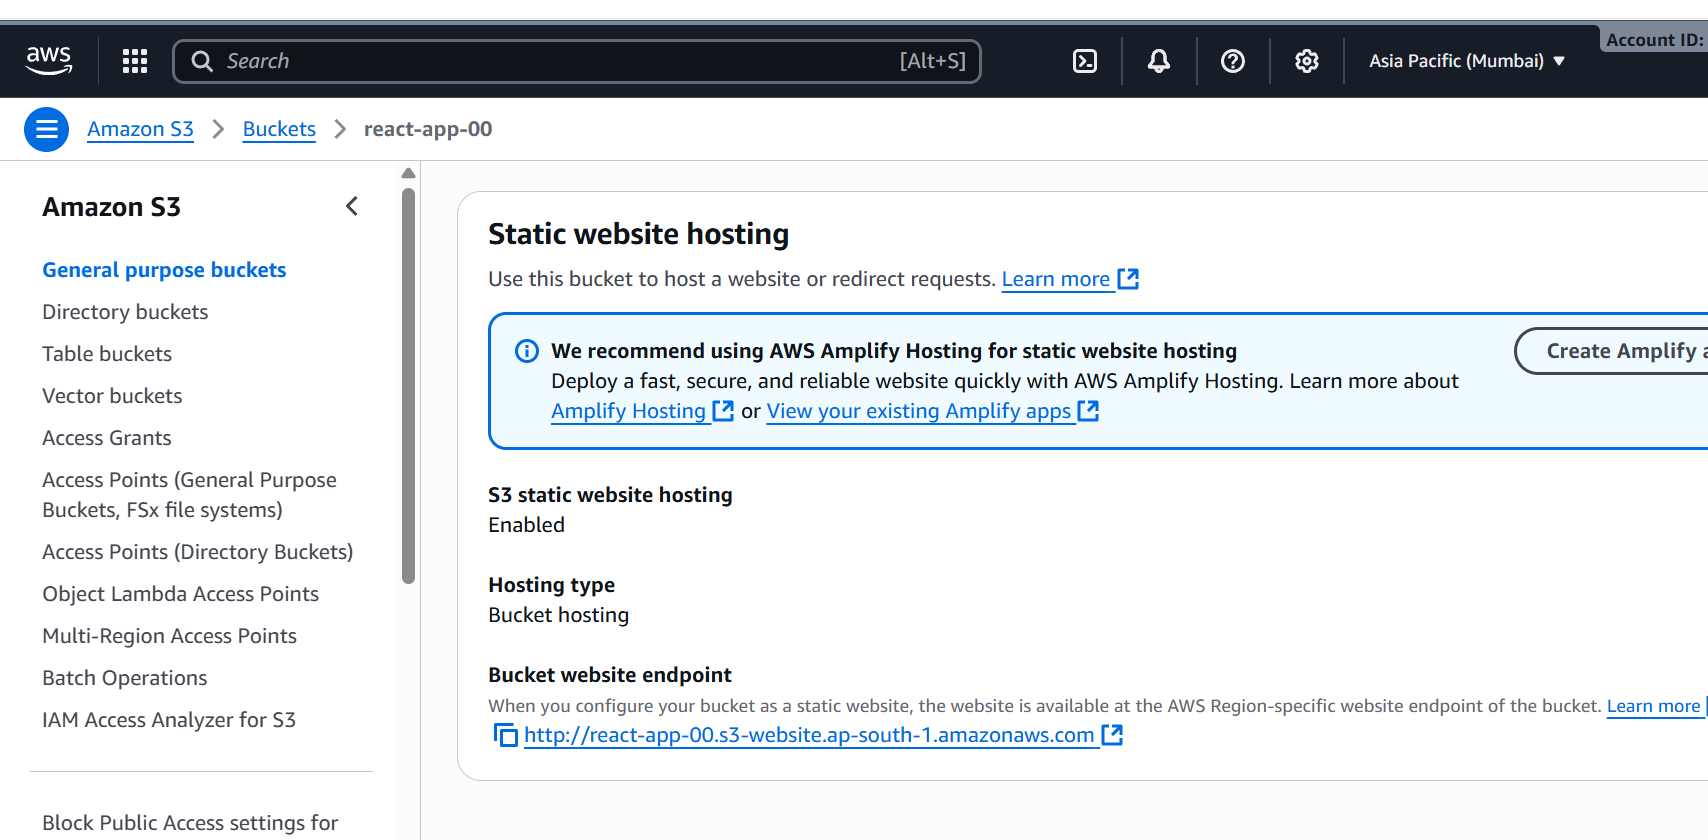 aws
Search [Alt+S]
Asia Pacific (Mumbai)
Account ID:
Amazon S3 > Buckets > react-app-00
Amazon S3
General purpose buckets
Directory buckets
Table buckets
Vector buckets
Access Grants
Access Points (General Purpose
Buckets, FSx file systems)
Access Points (Directory Buckets)
Object Lambda Access Points
Multi-Region Access Points
Batch Operations
IAM Access Analyzer for S3
Block Public Access settings for
Static website hosting
Use this bucket to host a website or redirect requests. Learn more
We recommend using AWS Amplify Hosting for static website hosting
Deploy a fast, secure, and reliable website quickly with AWS Amplify Hosting. Learn more about
Amplify Hosting or View your existing Amplify apps
Create Amplify a
S3 static website hosting
Enabled
Hosting type
Bucket hosting
Bucket website endpoint
When you configure your bucket as a static website, the website is available at the AWS Region-specific website endpoint of the bucket. Learn more
http://react-app-00.s3-website.ap-south-1.amazonaws.com